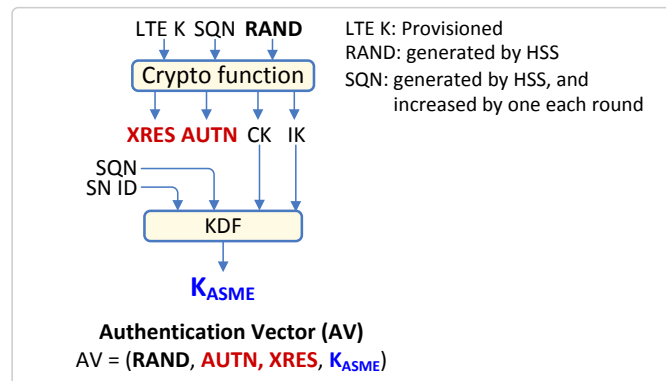 LTE K SQN RAND
LTE K: Provisioned
RAND: generated by HSS
SQN: generated by HSS, and
increased by one each round
Crypto function
XRES AUTN CK IK
SQN
SN ID
KDF
KASME
Authentication Vector (AV)
AV = (RAND, AUTN, XRES, KASME)